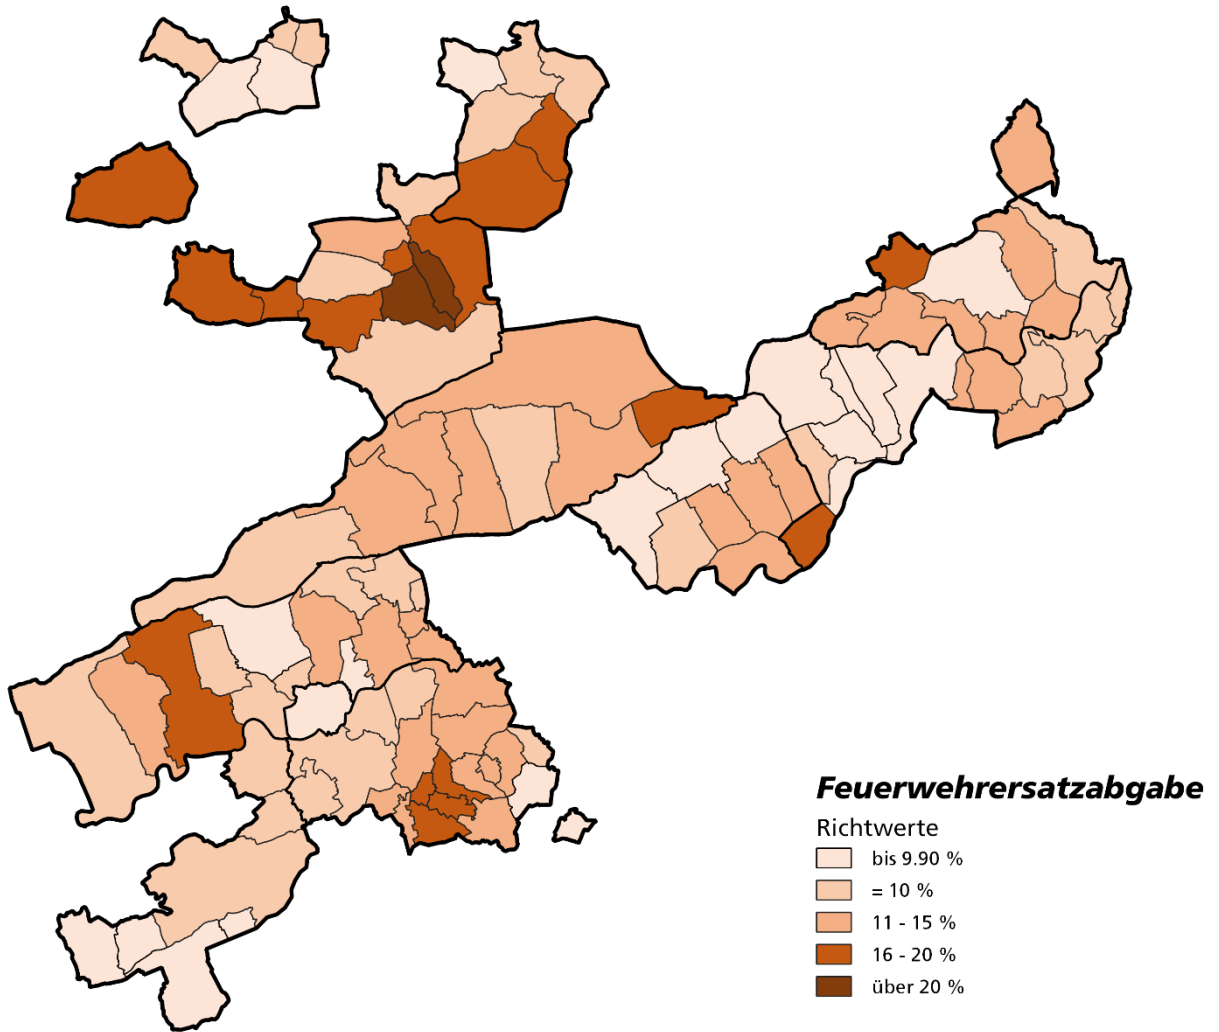 Feuerwehrersatzabgabe
Richtwerte
bis 9.90 %
= 10 %
11 - 15 %
16 - 20 %
über 20 %